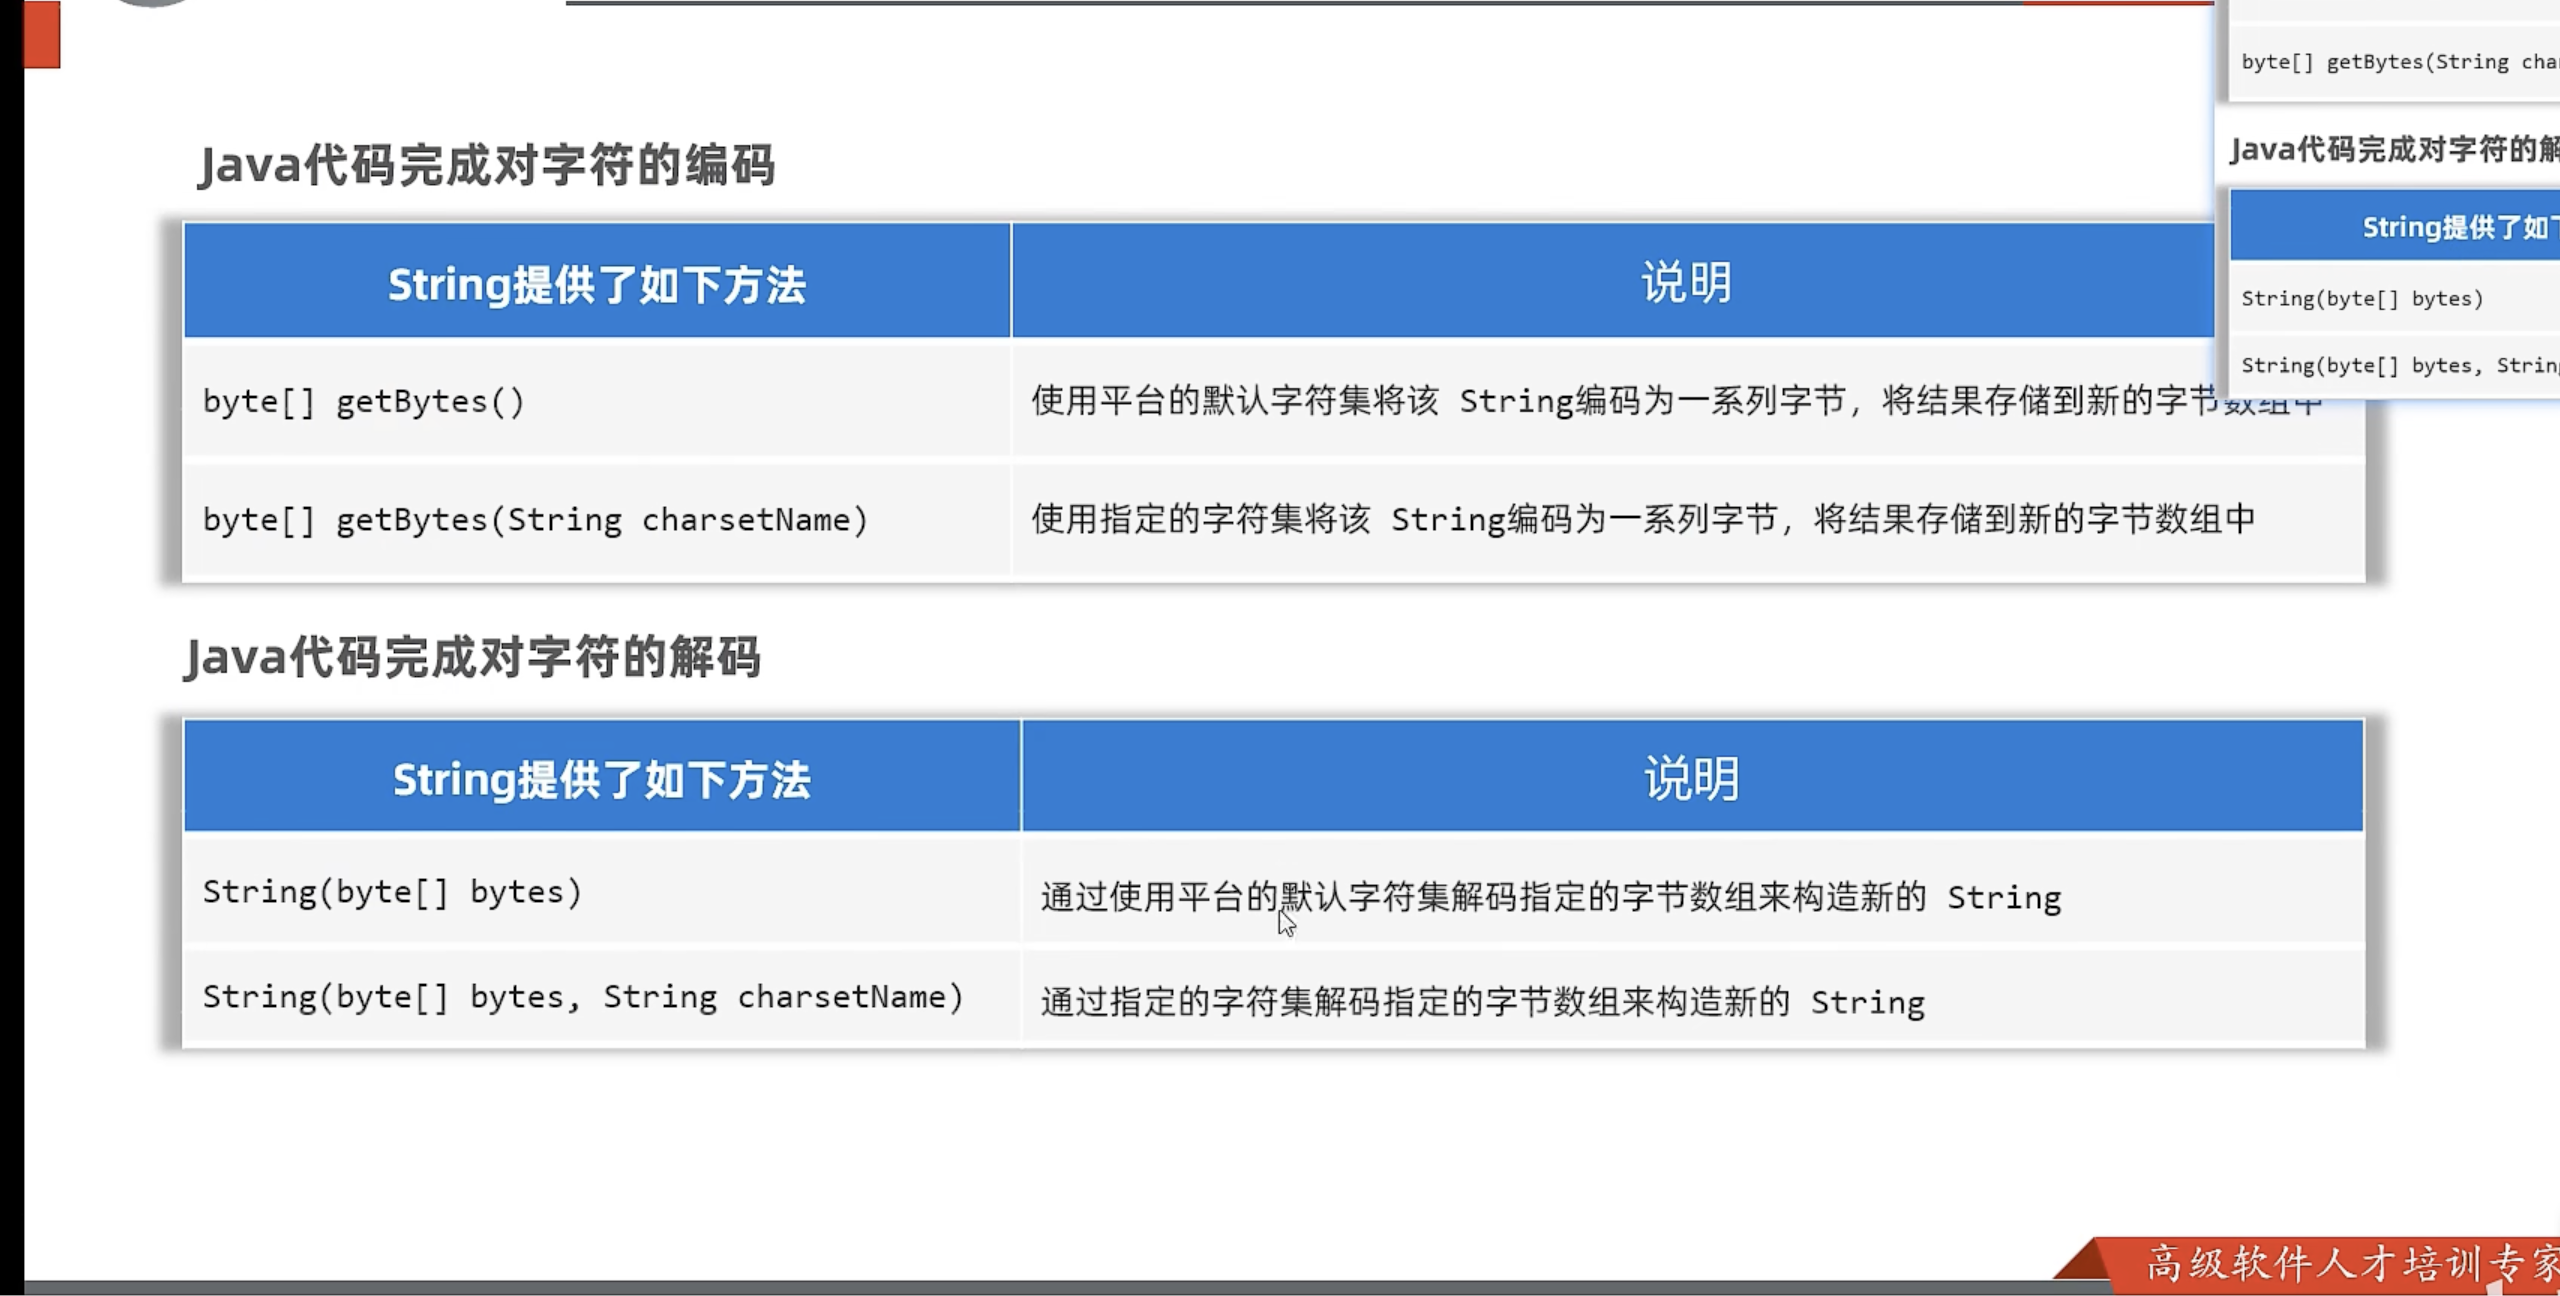 Java代码完成对字符的编码
String提供了如下方法
说明
byte[] getBytes()
使用平台的默认字符集将该 String编码为一系列字节，将结果存储到新的字节数组中
byte[] getBytes(String charsetName)
使用指定的字符集将该 String编码为一系列字节，将结果存储到新的字节数组中
Java代码完成对字符的解码
String提供了如下方法
说明
String(byte[] bytes)
通过使用平台的默认字符集解码指定的字节数组来构造新的 String
String(byte[] bytes, String charsetName)
通过指定的字符集解码指定的字节数组来构造新的 String
byte[] getBytes(String
Java代码完成对字符的
String提供了如
String(byte[] bytes)
String(byte[] bytes,
高级软件人才培训专家